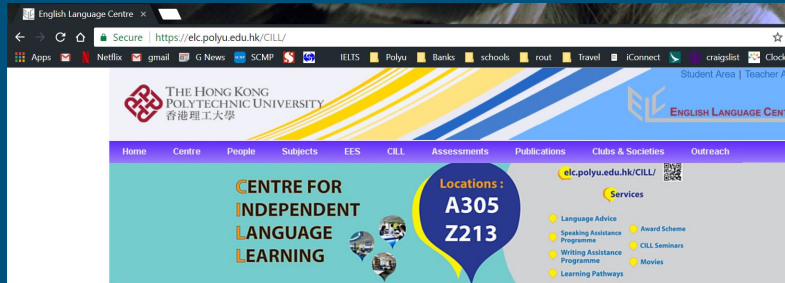 English Language Centre
Secure https://elc.polyu.edu.hk/CILL/
Apps Netflix gmail G News SCMP IELTS Polyu Banks schools rout Travel iConnect craigslist Clock
Student Area | Teacher A
THE HONG KONG
POLYTECHNIC UNIVERSITY
香港理工大學
ELC
ENGLISH LANGUAGE CENT
Home Centre People Subjects EES CILL Assessments Publications Clubs & Societies Outreach
CENTRE FOR
INDEPENDENT
LANGUAGE
LEARNING
Locations :
A305
Z213
elc.polyu.edu.hk/CILL/
Services
Language Advice
Speaking Assistance
Programme
Writing Assistance
Programme
Learning Pathways
Award Scheme
CILL Seminars
Movies